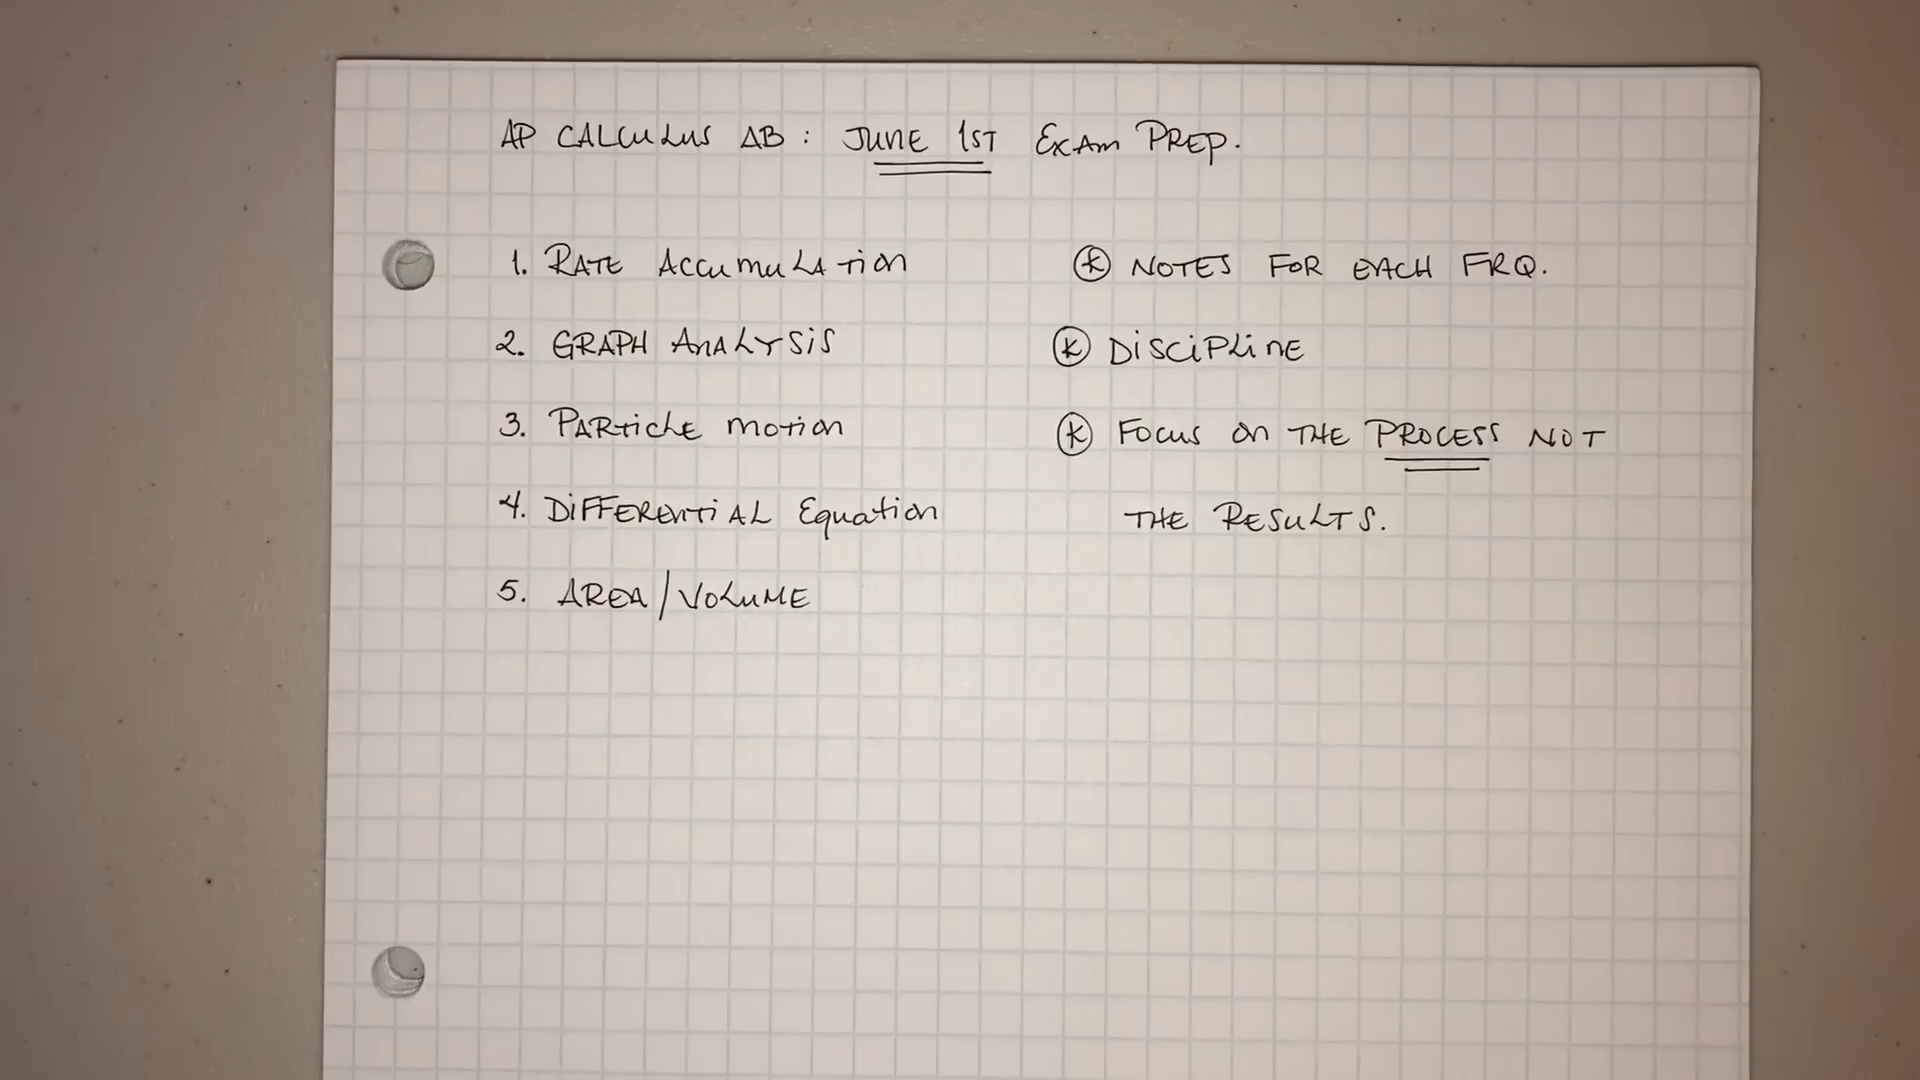 AP CALCULUS AB: JUNE 1ST EXAM PREP.
1. RATE ACCUMULATION
2. GRAPH ANALYSIS
3. PARTICLE MOTION
4. DIFFERENTIAL EQUATION
5. AREA/VOLUME
* NOTES FOR EACH FRQ.
* DISCIPLINE
* FOCUS ON THE PROCESS NOT
THE RESULTS.